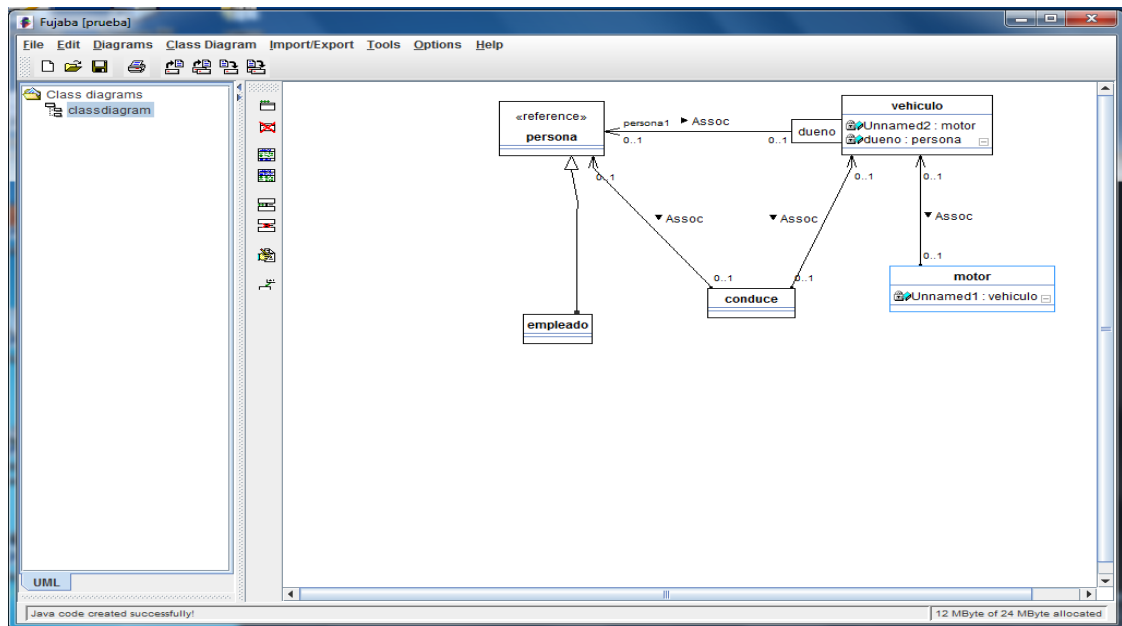 Fujaba [prueba]
File Edit Diagrams Class Diagram Import/Export Tools Options Help
Class diagrams
classdiagram
«reference»
persona
persona1
Assoc
0..1
0..1
dueno
vehiculo
Unnamed2 : motor
dueno : persona
0..1
0..1
0..1
Assoc
Assoc
Assoc
0..1
0..1
0..1
motor
Unnamed1 : vehiculo
conduce
empleado
UML
Java code created successfully!
12 MByte of 24 MByte allocated